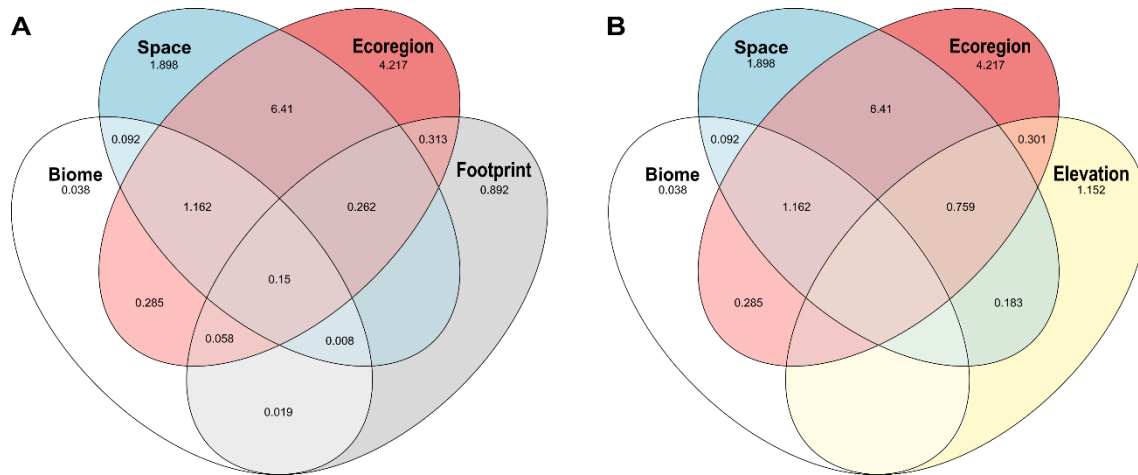 A
Space
1.898
Ecoregion
4.217
6.41
0.092
0.313
Biome
0.038
Footprint
0.892
1.162
0.262
0.15
0.285
0.058
0.008
0.019
B
Space
1.898
Ecoregion
4.217
6.41
0.092
0.301
Biome
0.038
Elevation
1.152
1.162
0.759
0.285
0.183